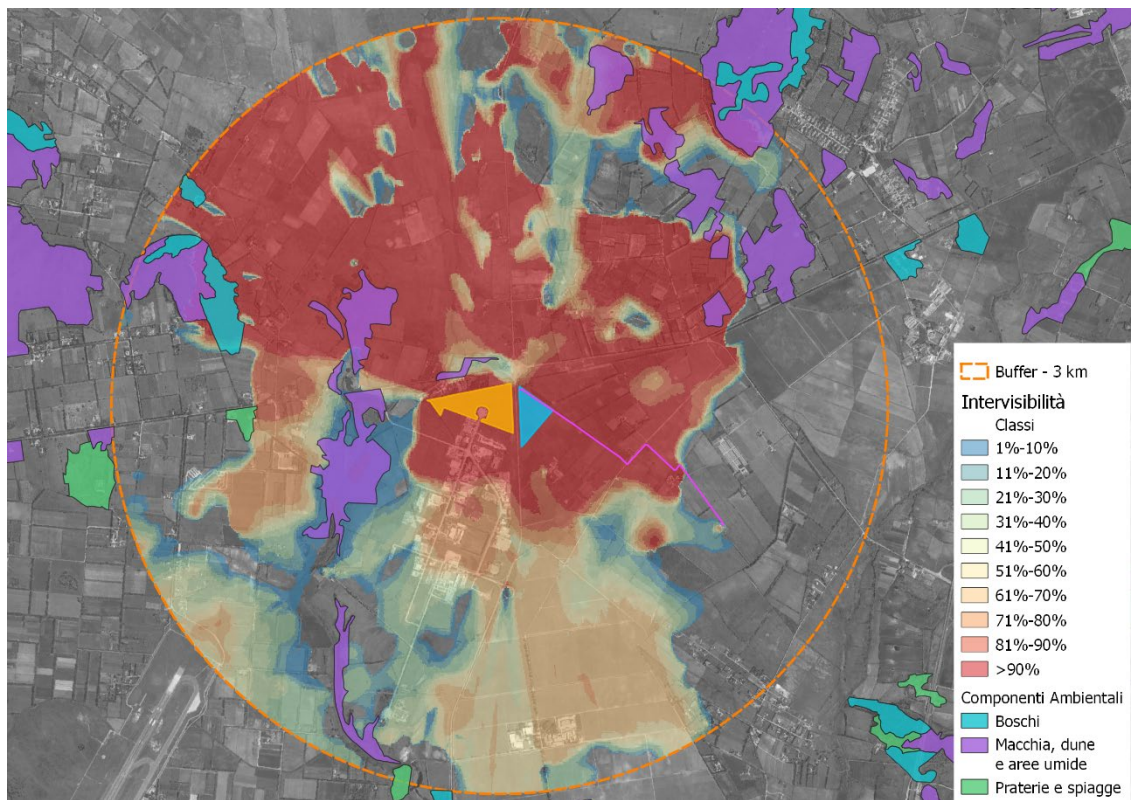 Buffer - 3 km
Intervisibilità
Classi
1%-10%
11%-20%
21%-30%
31%-40%
41%-50%
51%-60%
61%-70%
71%-80%
81%-90%
>90%
Componenti Ambientali
Boschi
Macchia, dune
e aree umide
Praterie e spiagge